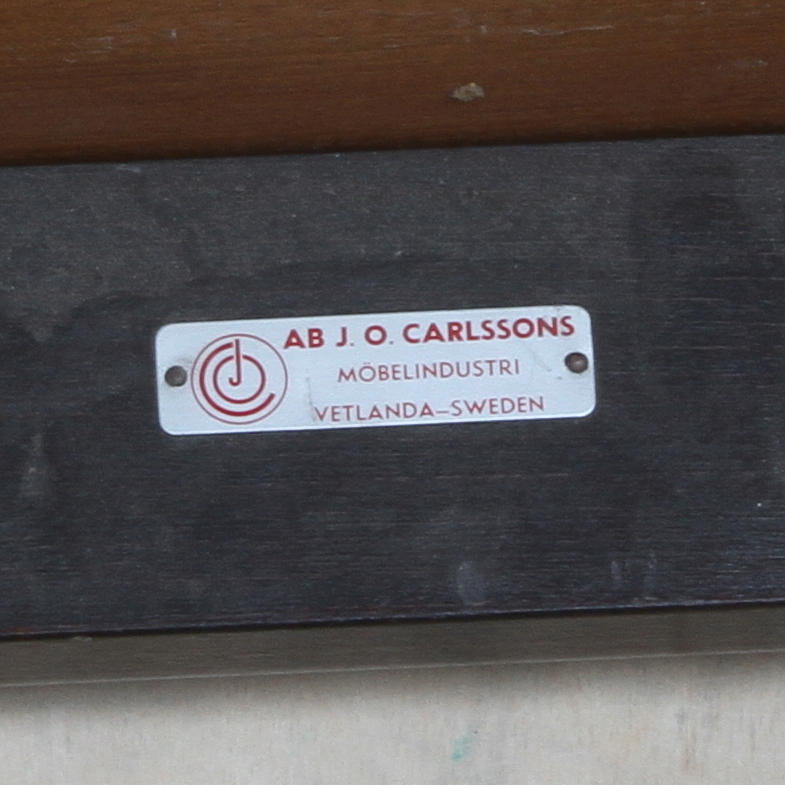 AB J. O. CARLSSONS
MÖBELINDUSTRI
VETLANDA–SWEDEN